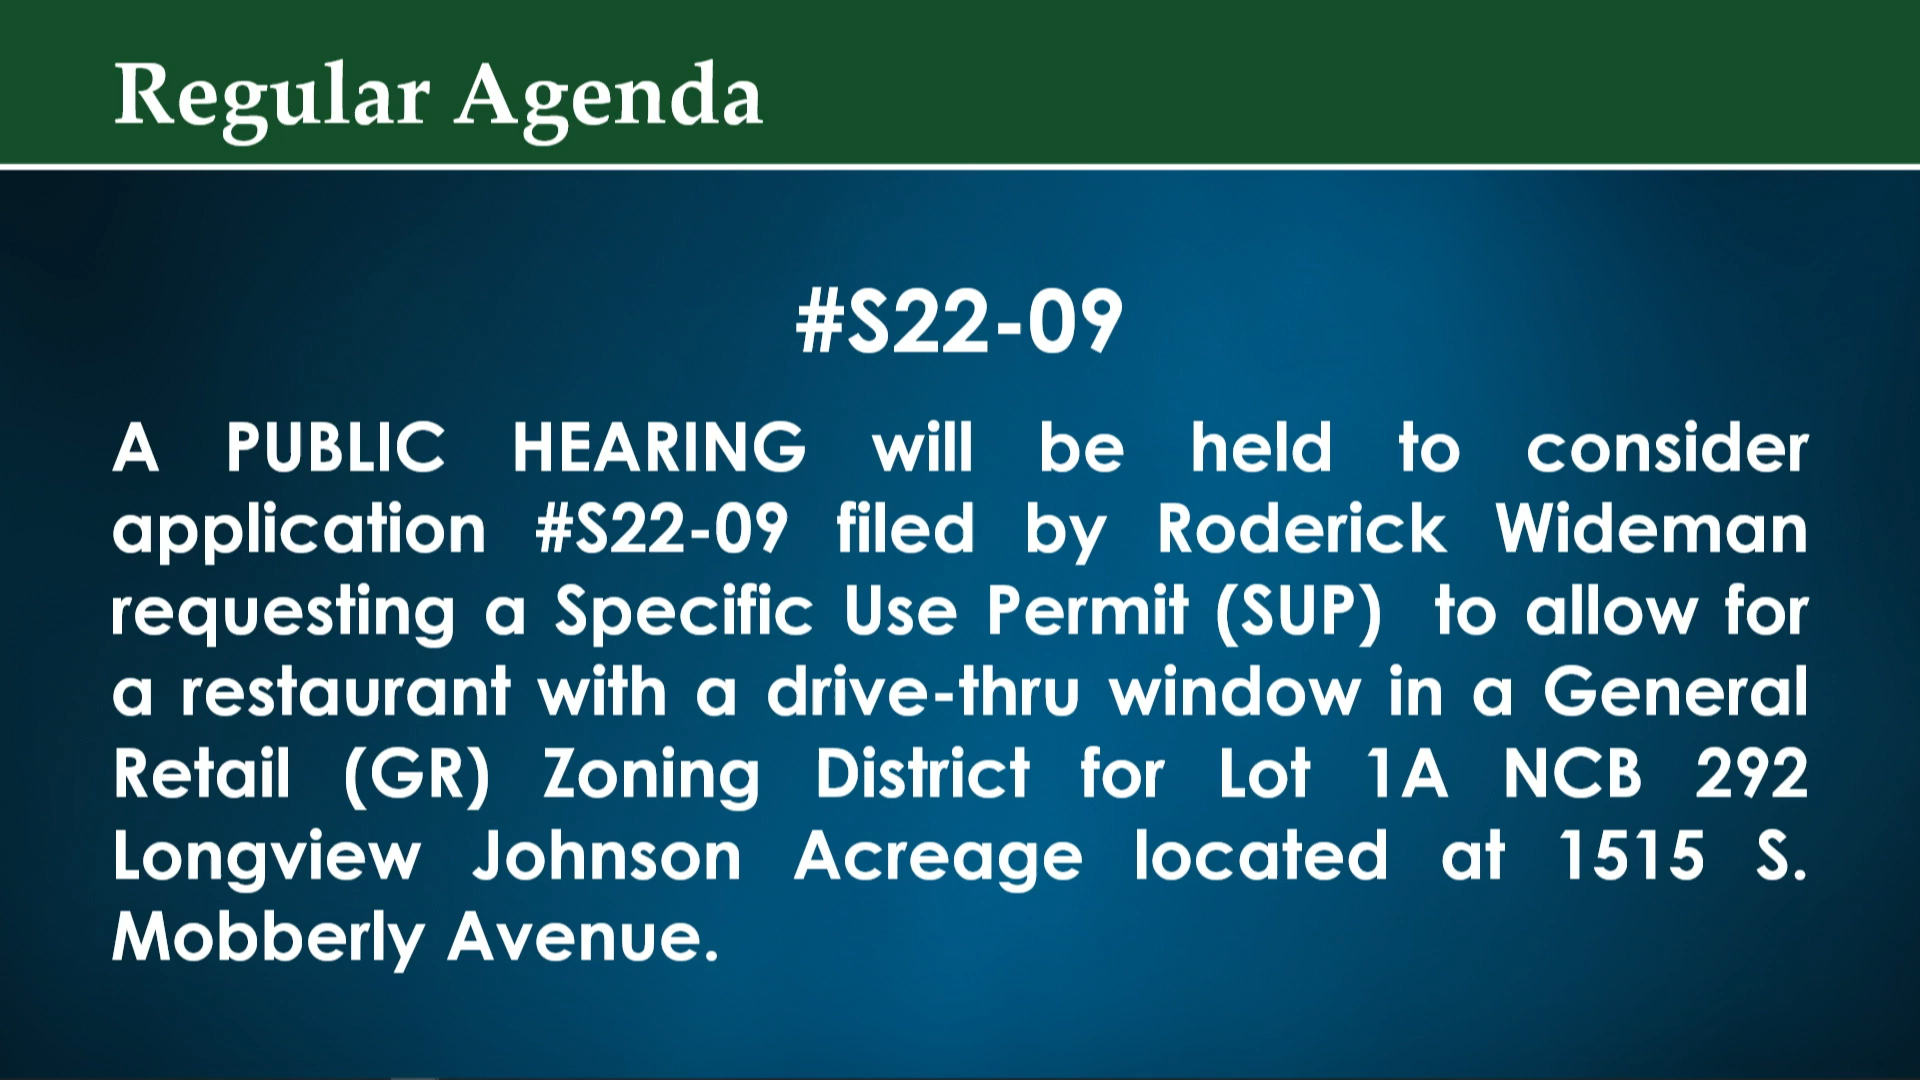 Regular Agenda
#S22-09
A PUBLIC HEARING will be held to consider
application #S22-09 filed by Roderick Wideman
requesting a Specific Use Permit (SUP) to allow for
a restaurant with a drive-thru window in a General
Retail (GR) Zoning District for Lot 1A NCB 292
Longview Johnson Acreage located at 1515 S.
Mobberly Avenue.